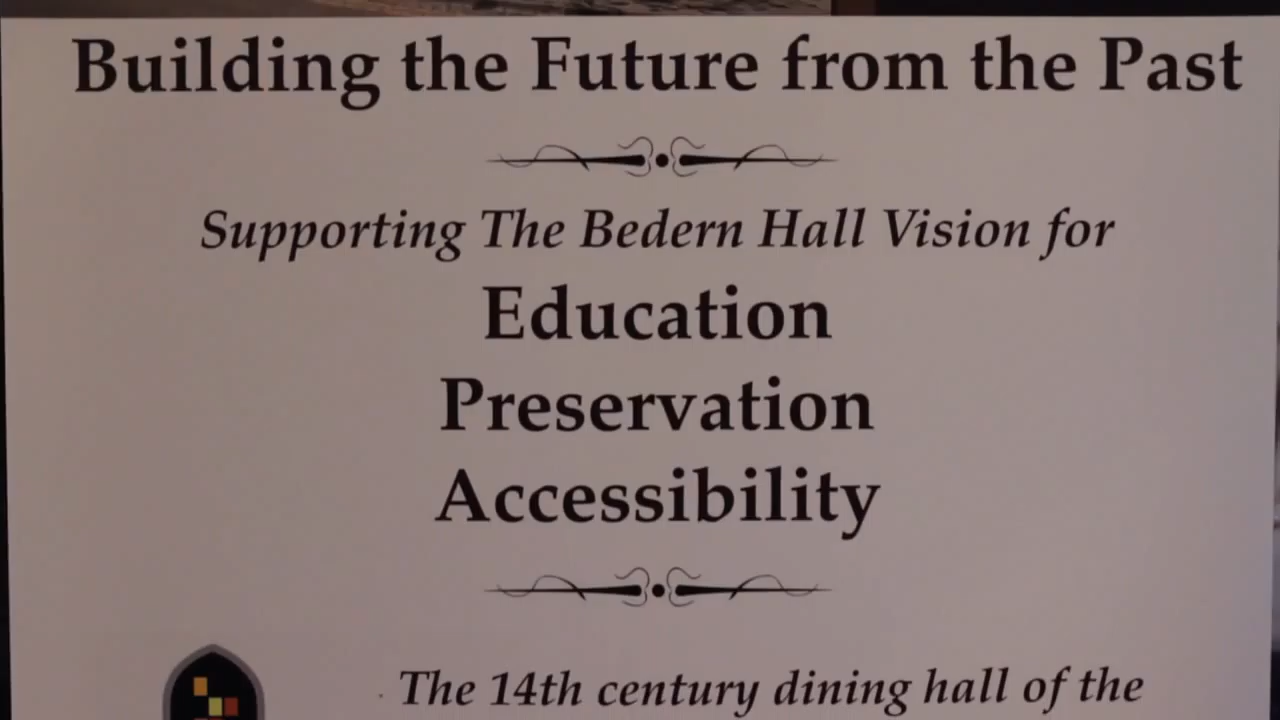 Building the Future from the Past
Supporting The Bedern Hall Vision for
Education
Preservation
Accessibility
The 14th century dining hall of the